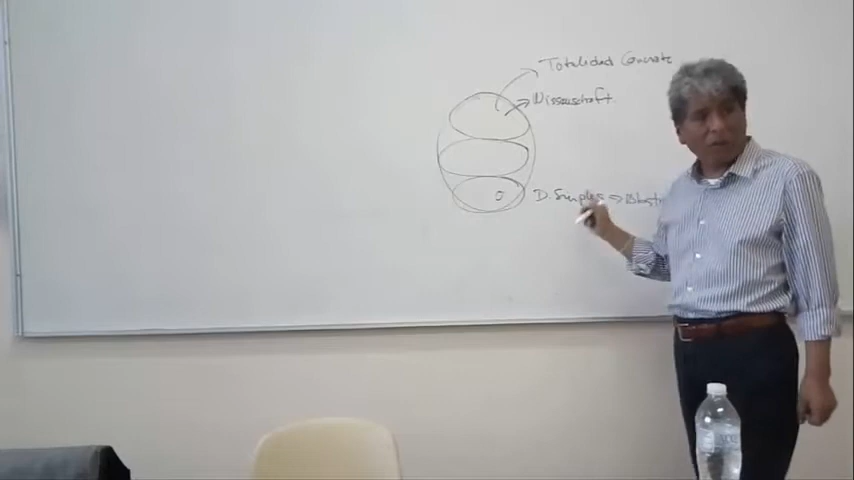 Totalidad Concreta
Wissenschaft
D. Simples ⇒